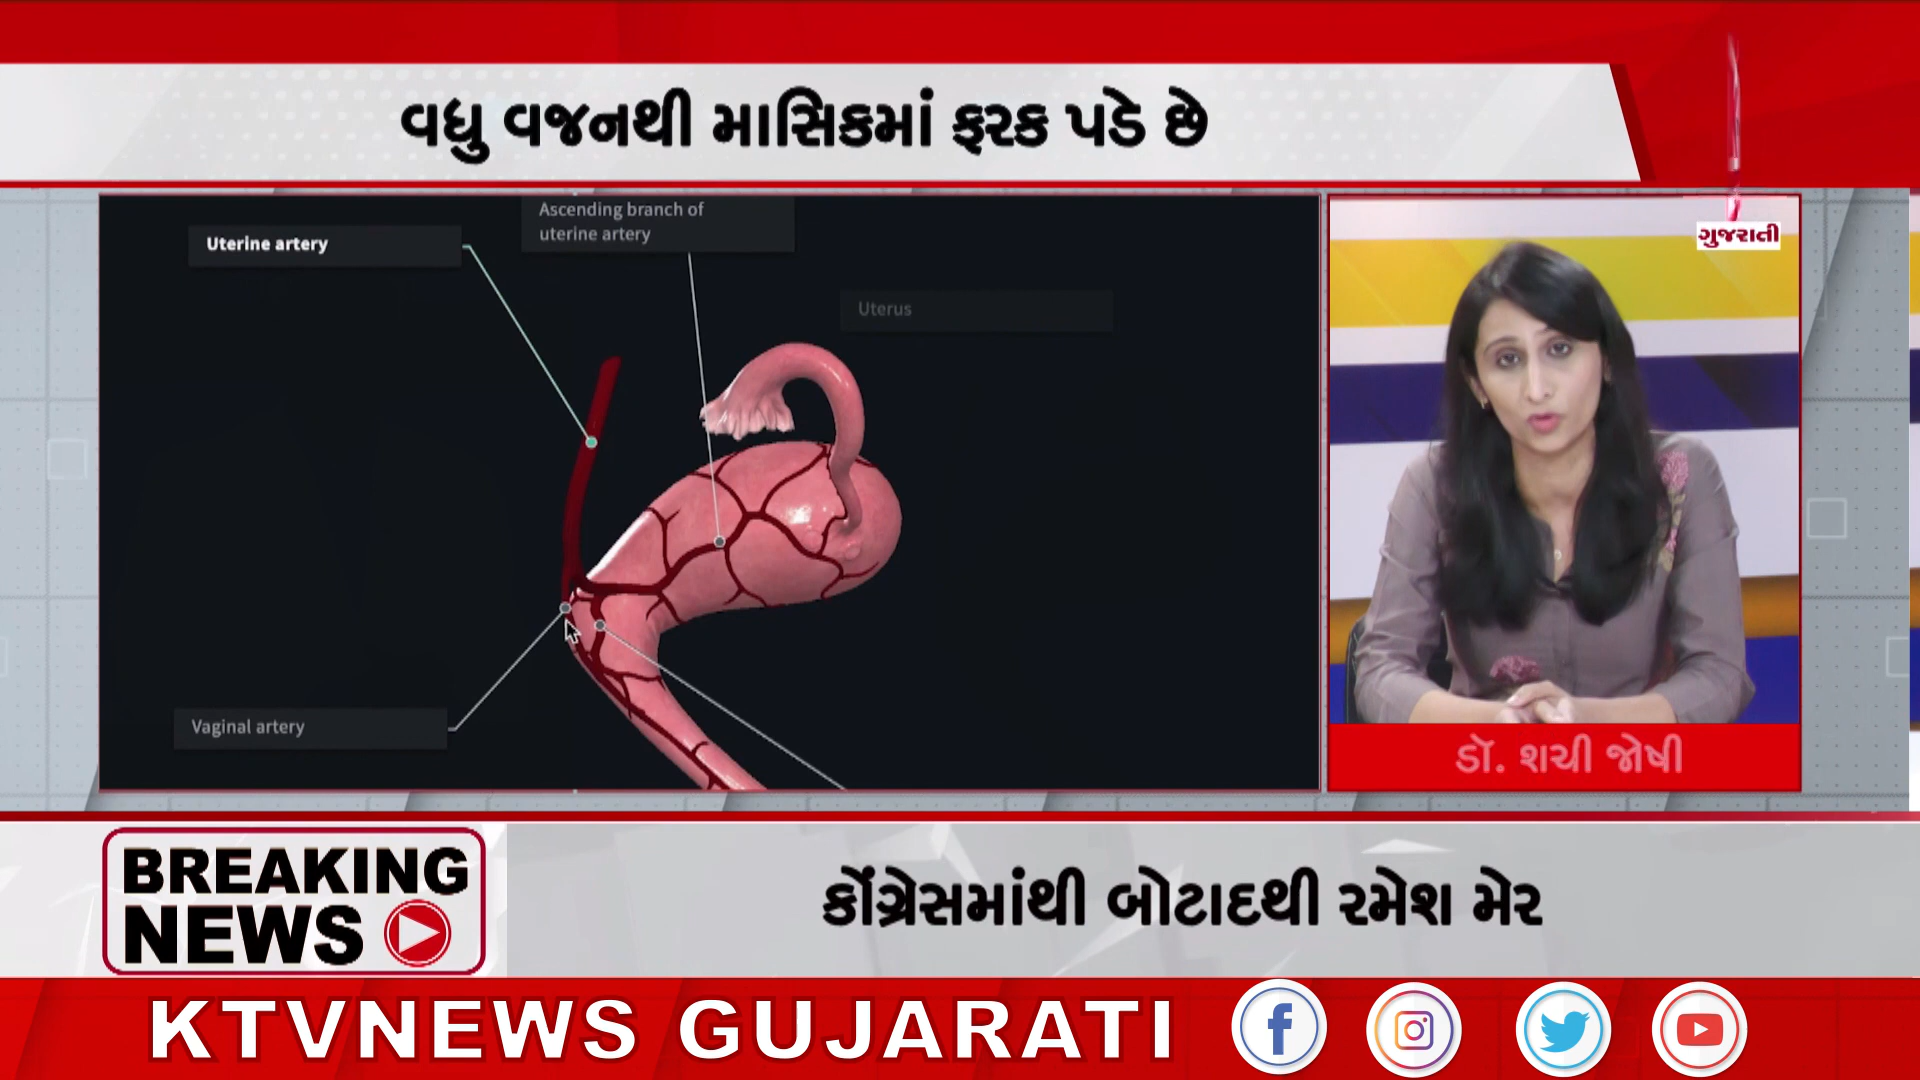 વધુ વજનથી માસિકમાં ફરક પડે છે
Uterine artery
Ascending branch of
uterine artery
Uterus
Vaginal artery
ગુજરાતી
ડૉ. શચી જોષી
BREAKING
NEWS
કોંગ્રેસમાંથી બોટાદથી રમેશ મેર
KTVNEWS GUJARATI